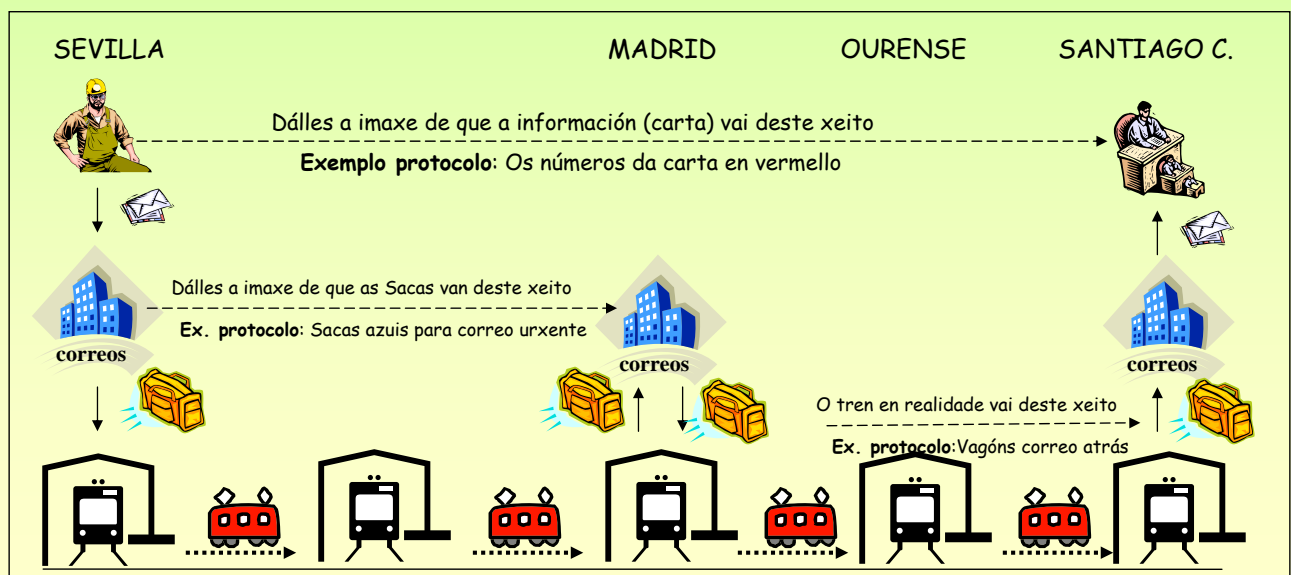 SEVILLA MADRID OURENSE SANTIAGO C.
Dálles a imaxe de que a información (carta) vai deste xeito
Exemplo protocolo: Os números da carta en vermello
Dálles a imaxe de que as Sacas van deste xeito
Ex. protocolo: Sacas azuis para correo urxente
correos
correos
correos
O tren en realidade vai deste xeito
Ex. protocolo:Vagóns correo atrás